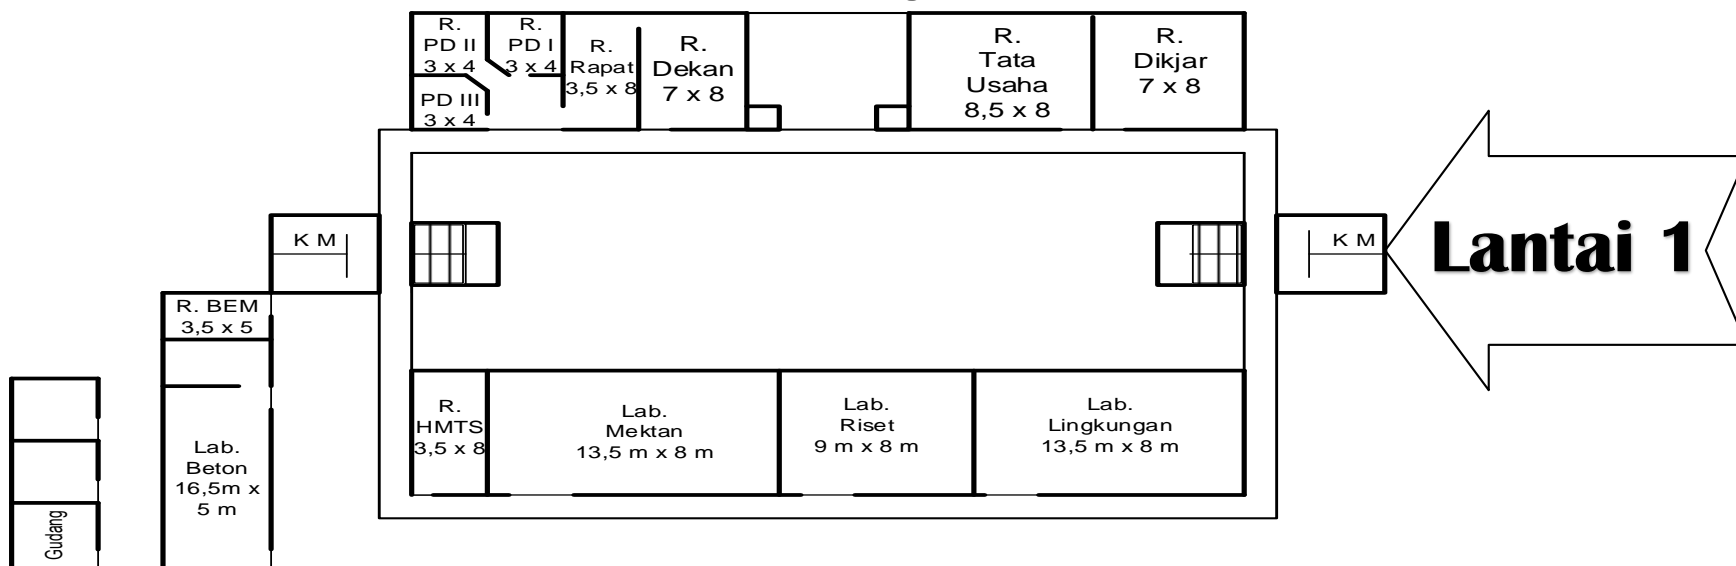 R.
PD II
3 x 4
R.
PD I
3 x 4
R.
Rapat
3,5 x 8
R.
Dekan
7 x 8
R.
Tata
Usaha
8,5 x 8
R.
Dikjar
7 x 8
PD III
3 x 4
K M
K M
Lantai 1
R. BEM
3,5 x 5
R.
HMTS
3,5 x 8
Lab.
Mektan
13,5 m x 8 m
Lab.
Riset
9 m x 8 m
Lab.
Lingkungan
13,5 m x 8 m
Lab.
Beton
16,5m x
5 m
Gudang